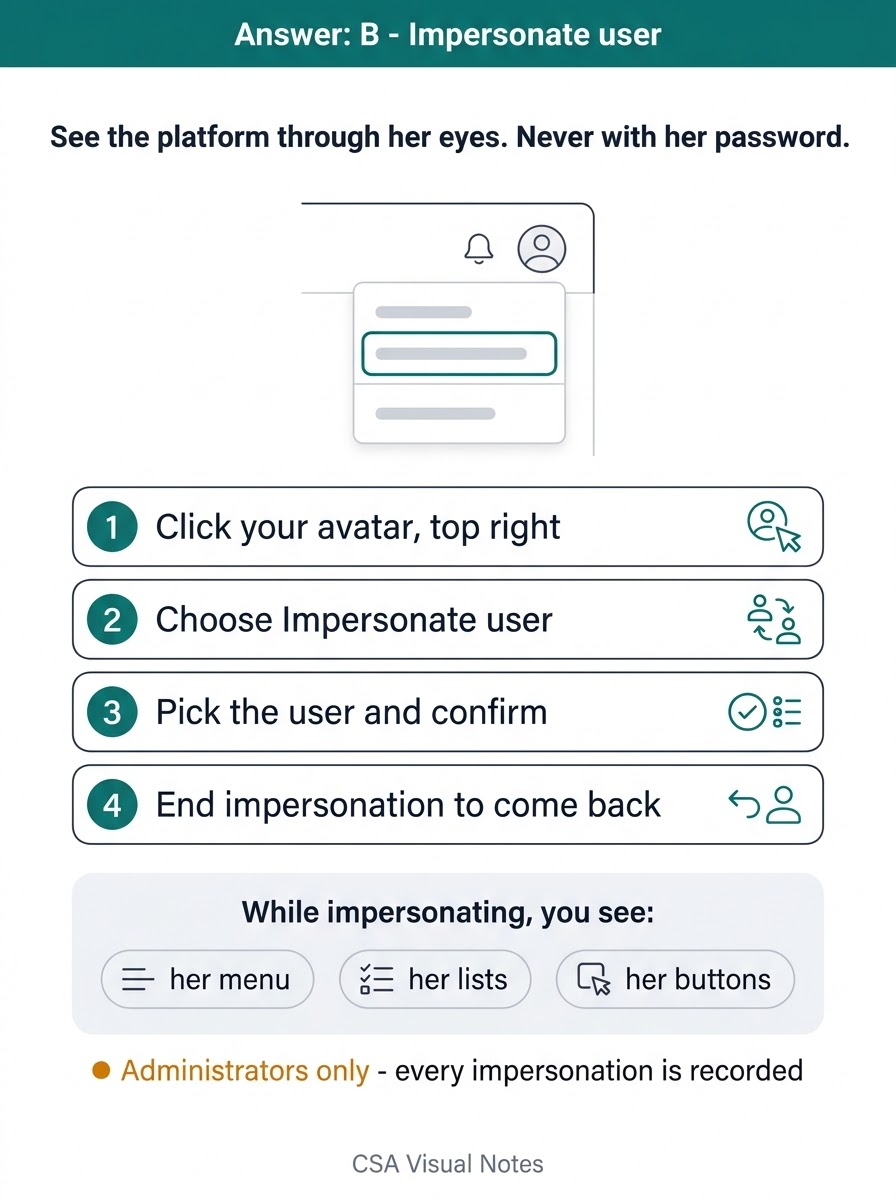 Answer: B - Impersonate user
See the platform through her eyes. Never with her password.
1 Click your avatar, top right
2 Choose Impersonate user
3 Pick the user and confirm
4 End impersonation to come back
While impersonating, you see:
her menu her lists her buttons
Administrators only - every impersonation is recorded
CSA Visual Notes